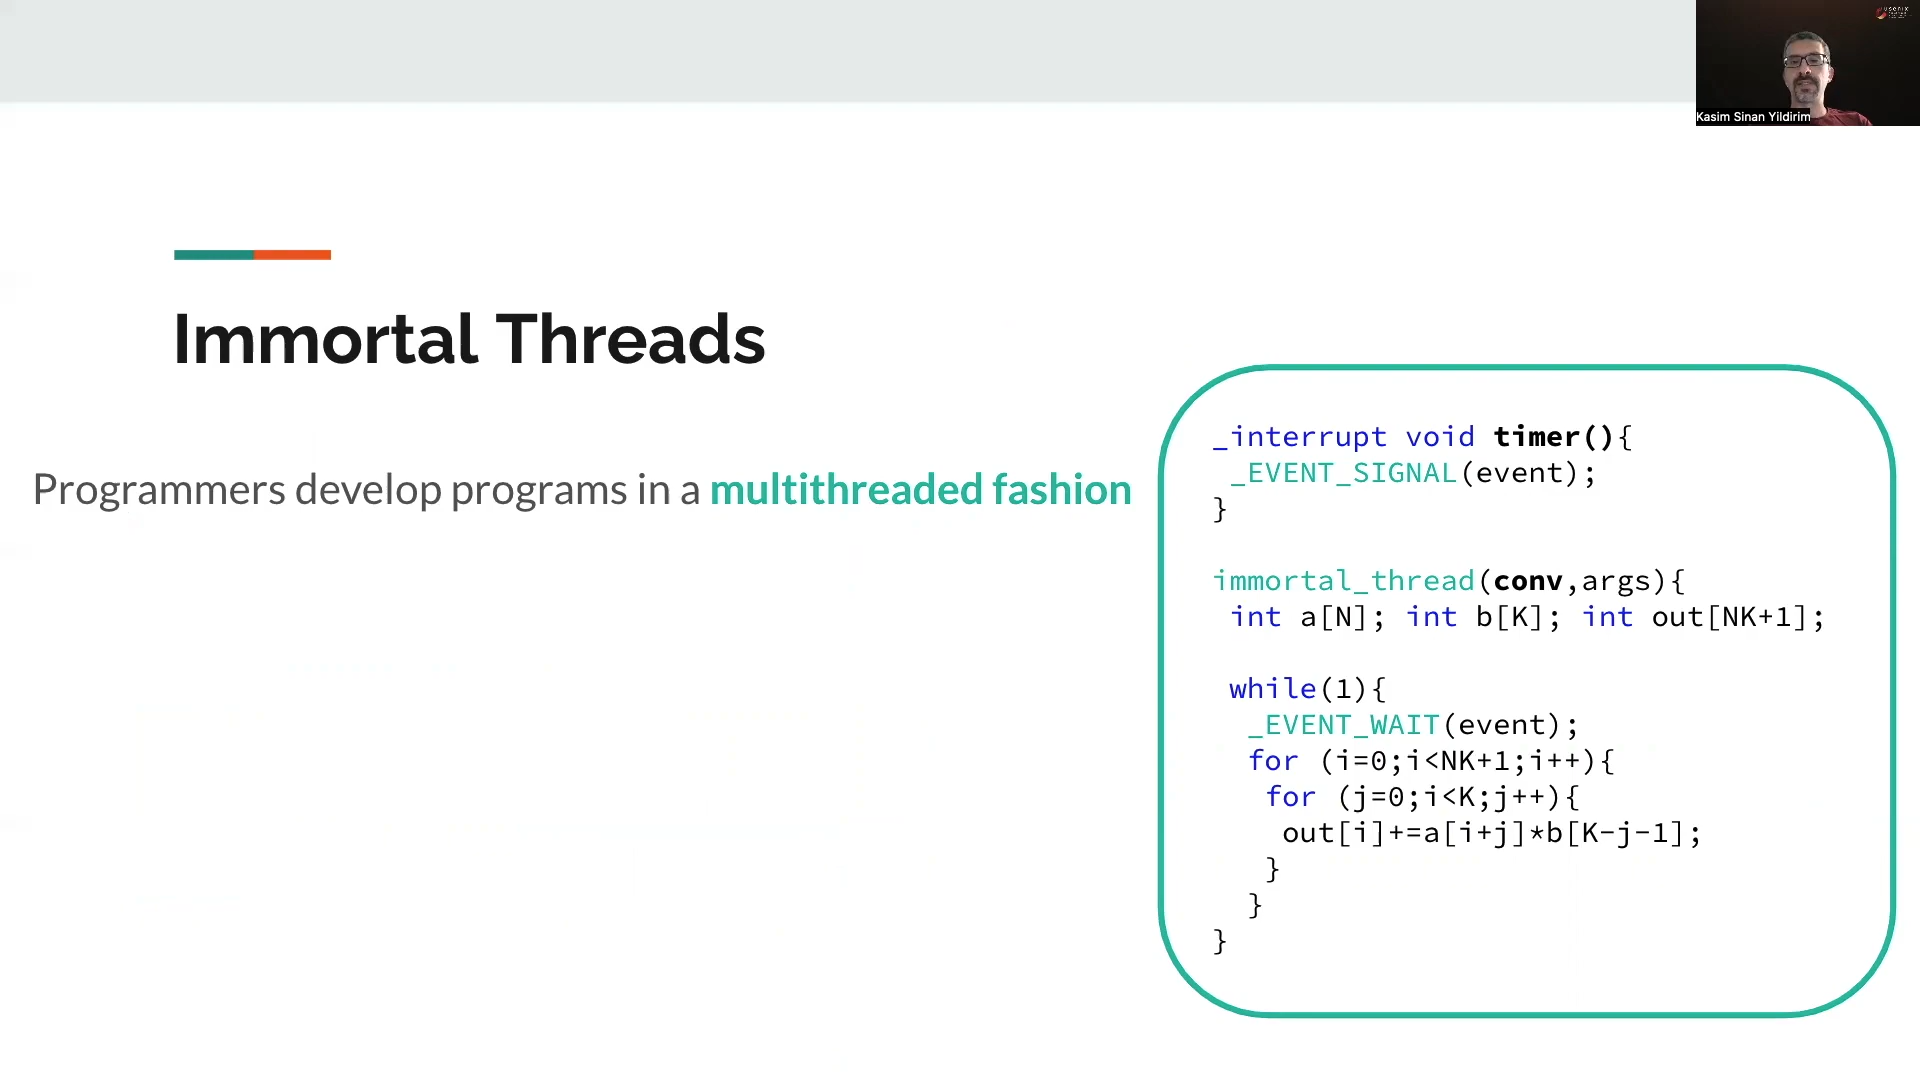 usenix
Kasim Sinan Yildirim
Immortal Threads
Programmers develop programs in a multithreaded fashion
_interrupt void timer(){
_EVENT_SIGNAL(event);
}
immortal_thread(conv,args){
int a[N]; int b[K]; int out[NK+1];
while(1){
_EVENT_WAIT(event);
for (i=0;i<NK+1;i++){
for (j=0;i<K;j++){
out[i]+=a[i+j]*b[K-j-1];
}
}
}